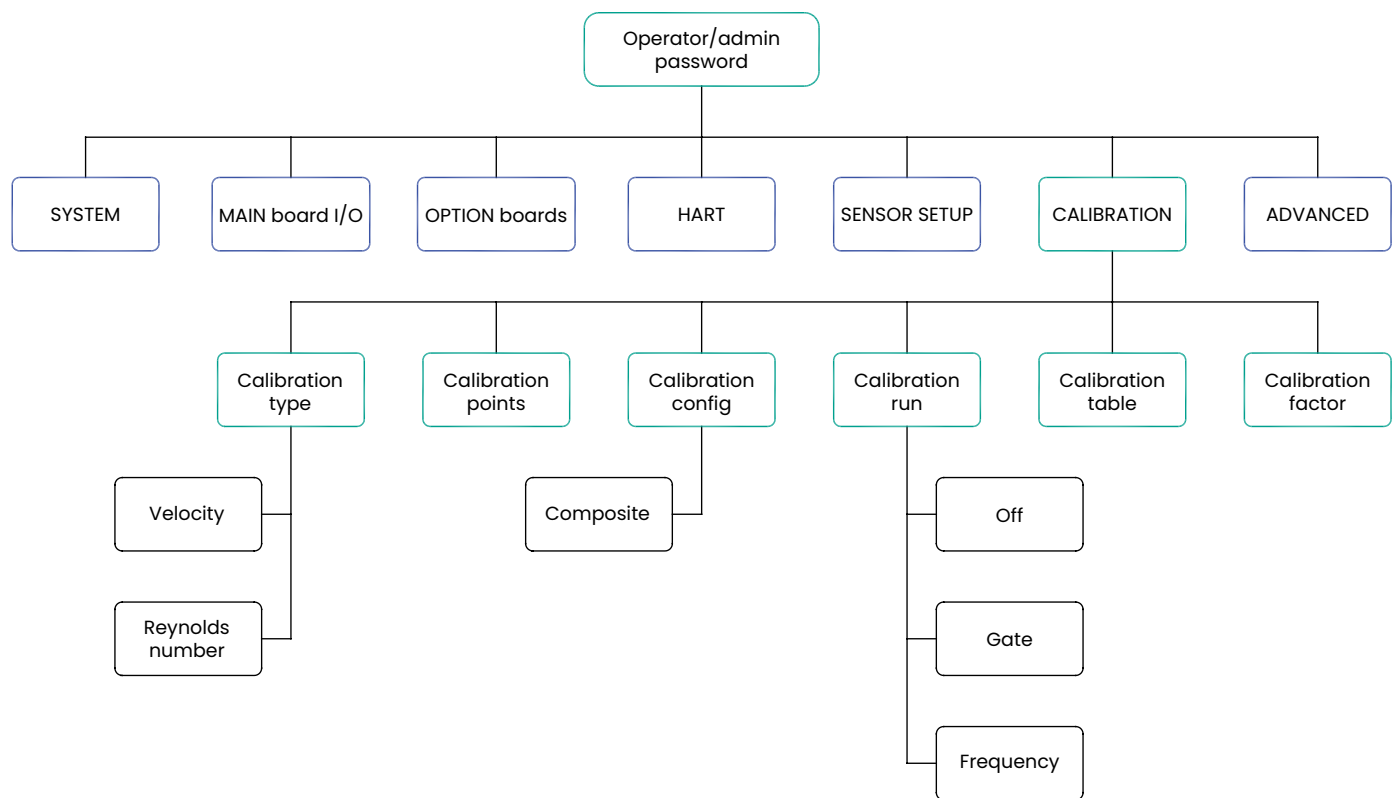 Operator/admin
password
SYSTEM
MAIN board I/O
OPTION boards
HART
SENSOR SETUP
CALIBRATION
ADVANCED
Calibration
type
Calibration
points
Calibration
config
Calibration
run
Calibration
table
Calibration
factor
Velocity
Composite
Off
Reynolds
number
Gate
Frequency